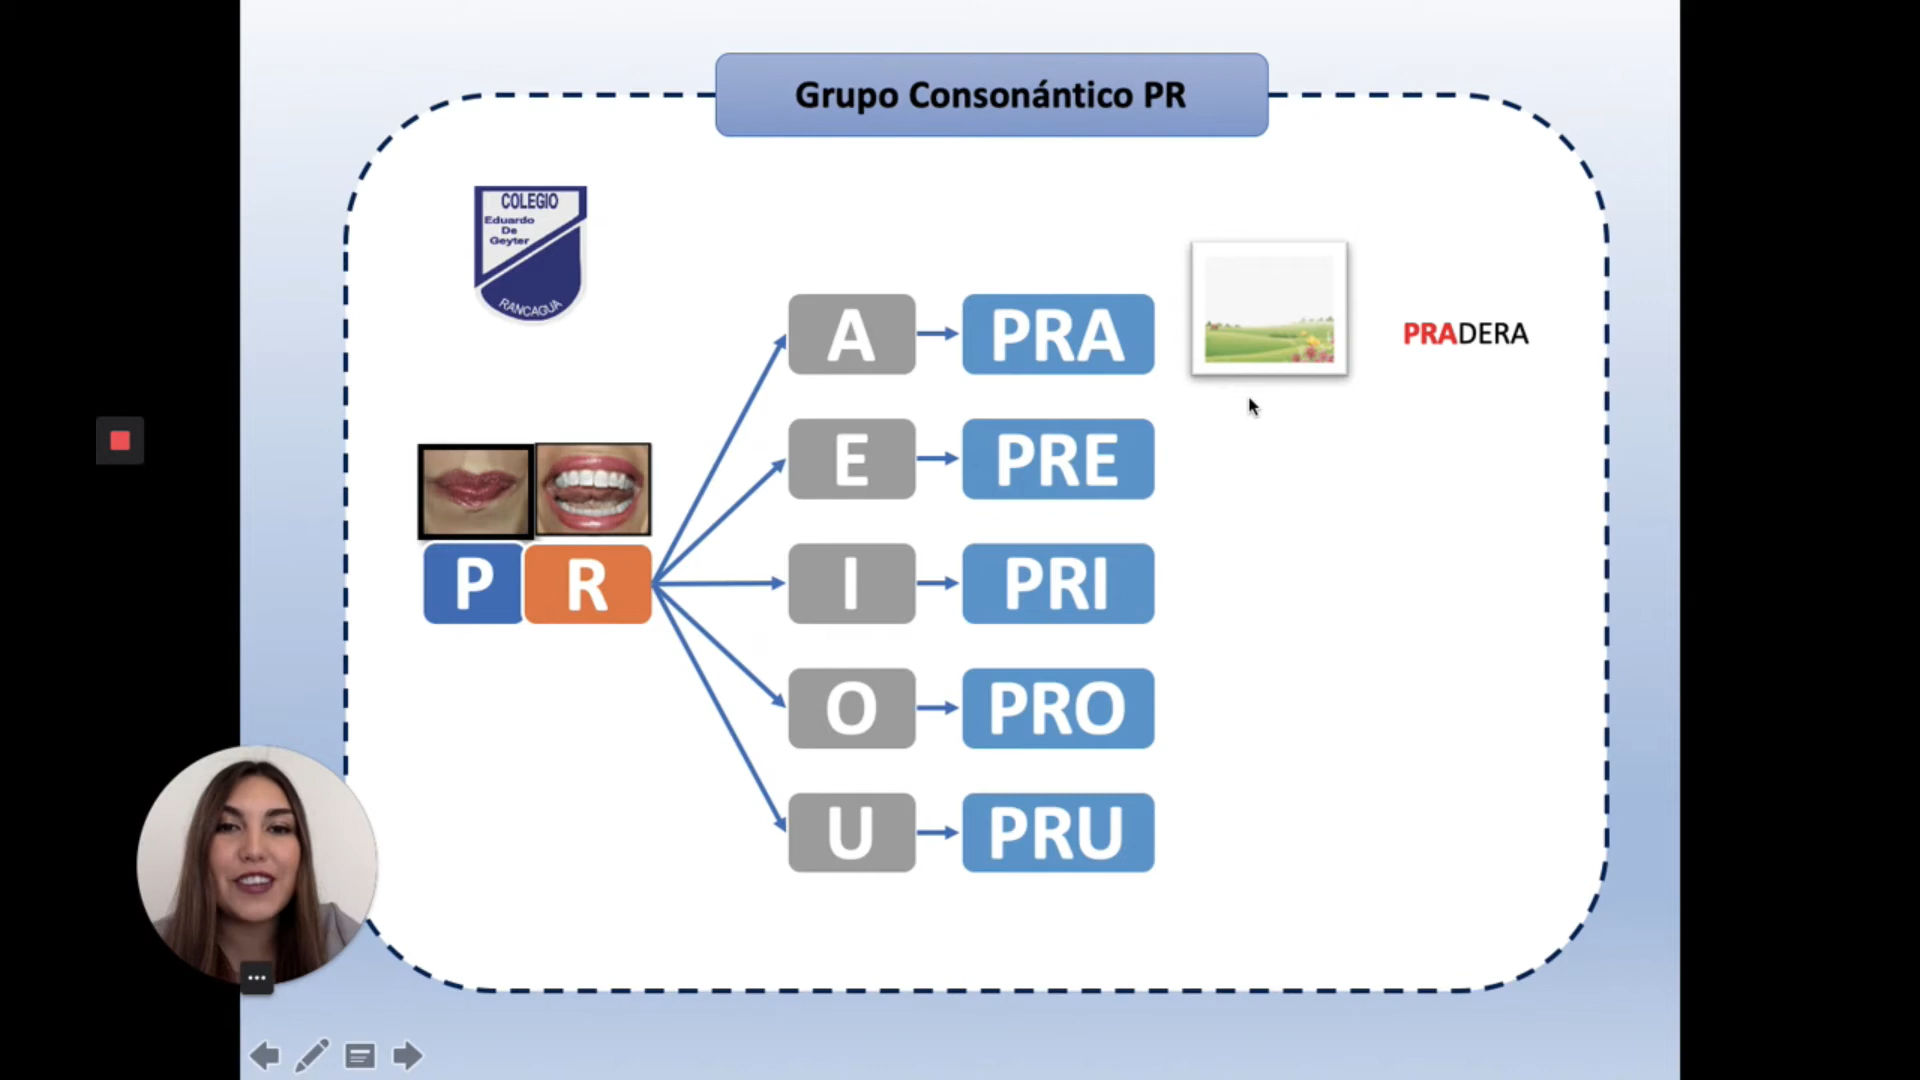 Grupo Consonántico PR
COLEGIO
Eduardo
De
Geyter
RANCAGUA
A
PRA
PRADERA
E
PRE
P
R
I
PRI
O
PRO
U
PRU